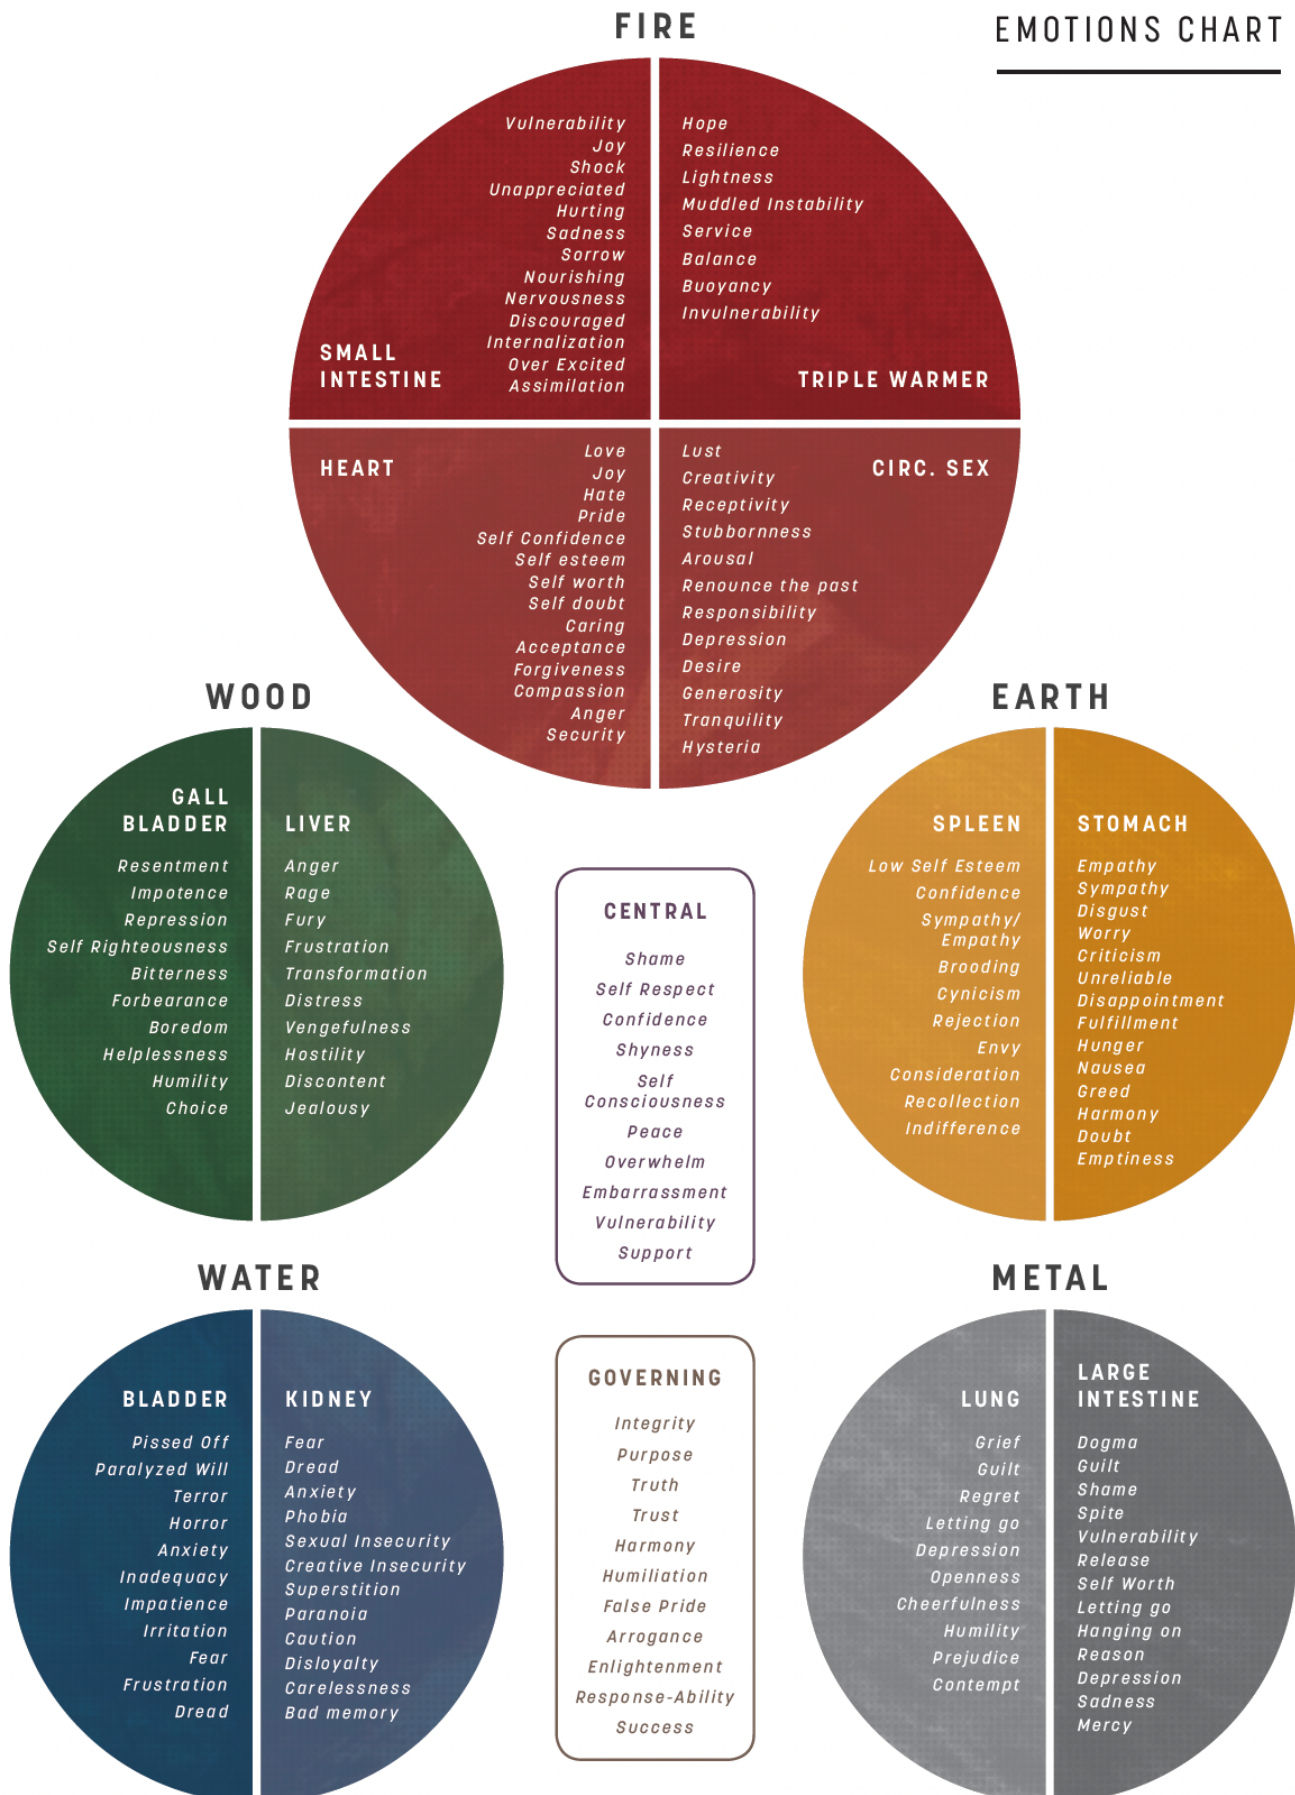 FIRE
EMOTIONS CHART
Vulnerability
Joy
Shock
Unappreciated
Hurting
Sadness
Sorrow
Nourishing
Nervousness
Discouraged
Internalization
Over Excited
Assimilation
SMALL
INTESTINE
Hope
Resilience
Lightness
Muddled Instability
Service
Balance
Buoyancy
Invulnerability
TRIPLE WARMER
HEART
Love
Joy
Hate
Pride
Self Confidence
Self esteem
Self worth
Self doubt
Caring
Acceptance
Forgiveness
Compassion
Anger
Security
CIRC. SEX
Lust
Creativity
Receptivity
Stubbornness
Arousal
Renounce the past
Responsibility
Depression
Desire
Generosity
Tranquility
Hysteria
WOOD
GALL
BLADDER
Resentment
Impotence
Repression
Self Righteousness
Bitterness
Forbearance
Boredom
Helplessness
Humility
Choice
LIVER
Anger
Rage
Fury
Frustration
Transformation
Distress
Vengefulness
Hostility
Discontent
Jealousy
CENTRAL
Shame
Self Respect
Confidence
Shyness
Self
Consciousness
Peace
Overwhelm
Embarrassment
Vulnerability
Support
EARTH
SPLEEN
Low Self Esteem
Confidence
Sympathy/
Empathy
Brooding
Cynicism
Rejection
Envy
Consideration
Recollection
Indifference
STOMACH
Empathy
Sympathy
Disgust
Worry
Criticism
Unreliable
Disappointment
Fulfillment
Hunger
Nausea
Greed
Harmony
Doubt
Emptiness
WATER
BLADDER
Pissed Off
Paralyzed Will
Terror
Horror
Anxiety
Inadequacy
Impatience
Irritation
Fear
Frustration
Dread
KIDNEY
Fear
Dread
Anxiety
Phobia
Sexual Insecurity
Creative Insecurity
Superstition
Paranoia
Caution
Disloyalty
Carelessness
Bad memory
GOVERNING
Integrity
Purpose
Truth
Trust
Harmony
Humiliation
False Pride
Arrogance
Enlightenment
Response-Ability
Success
METAL
LUNG
Grief
Guilt
Regret
Letting go
Depression
Openness
Cheerfulness
Humility
Prejudice
Contempt
LARGE
INTESTINE
Dogma
Guilt
Shame
Spite
Vulnerability
Release
Self Worth
Letting go
Hanging on
Reason
Depression
Sadness
Mercy